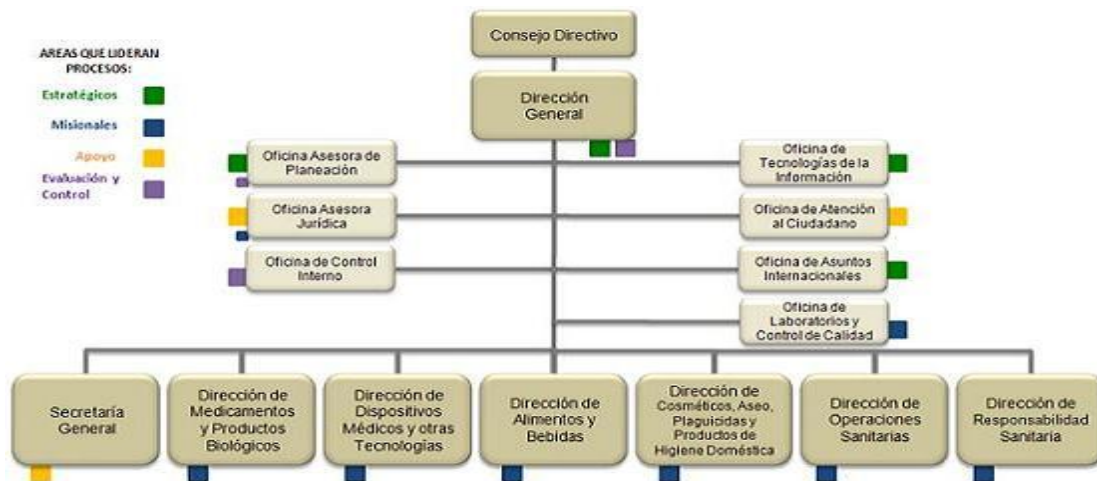 Consejo Directivo
AREAS QUE LIDERAN
PROCESOS:
Estratégicos
Misionales
Apoyo
Evaluación y
Control
Dirección
General
Oficina Asesora de
Planeación
Oficina de
Tecnologías de la
Información
Oficina Asesora
Jurídica
Oficina de Atención
al Ciudadano
Oficina de Control
Interno
Oficina de Asuntos
Internacionales
Oficina de
Laboratorios y
Control de Calidad
Secretaría
General
Dirección de
Medicamentos
y Productos
Biológicos
Dirección de
Dispositivos
Médicos y otras
Tecnologías
Dirección de
Alimentos y
Bebidas
Dirección de
Cosméticos, Aseo,
Plaguicidas y
Productos de
Higiene Doméstica
Dirección de
Operaciones
Sanitarias
Dirección de
Responsabilidad
Sanitaria